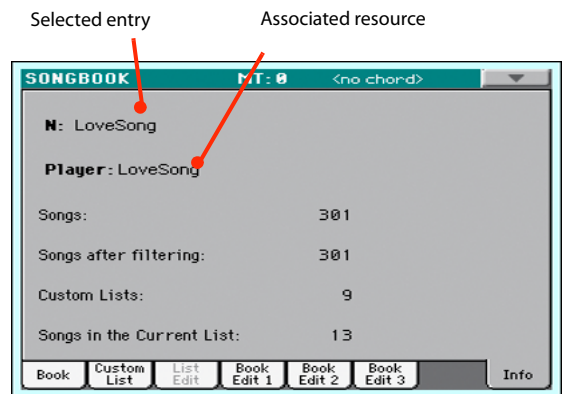 Selected entry
Associated resource
SONGBOOK MT: 0 <no chord>
N: LoveSong
Player: LoveSong
Songs: 301
Songs after filtering: 301
Custom Lists: 9
Songs in the Current List: 13
Book
Custom
List
List
Edit
Book
Edit 1
Book
Edit 2
Book
Edit 3
Info